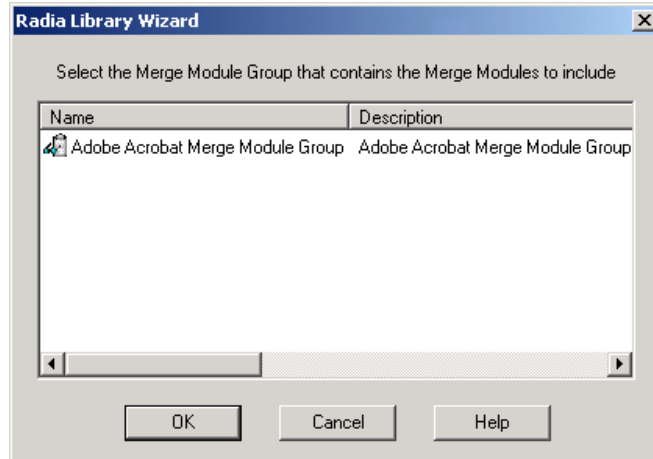 Radia Library Wizard
Select the Merge Module Group that contains the Merge Modules to include
Name Description
Adobe Acrobat Merge Module Group Adobe Acrobat Merge Module Group
OK Cancel Help